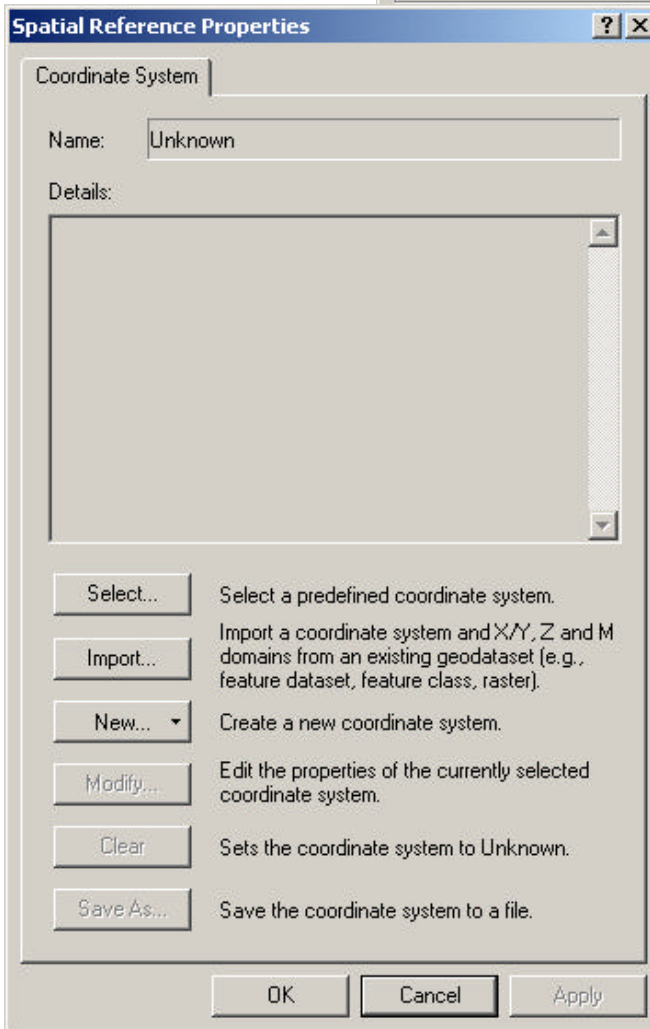 Spatial Reference Properties
Coordinate System
Name: Unknown
Details:
Select... Select a predefined coordinate system.
Import... Import a coordinate system and X/Y, Z and M
domains from an existing geodataset (e.g.,
feature dataset, feature class, raster).
New... Create a new coordinate system.
Modify... Edit the properties of the currently selected
coordinate system.
Clear Sets the coordinate system to Unknown.
Save As... Save the coordinate system to a file.
OK Cancel Apply